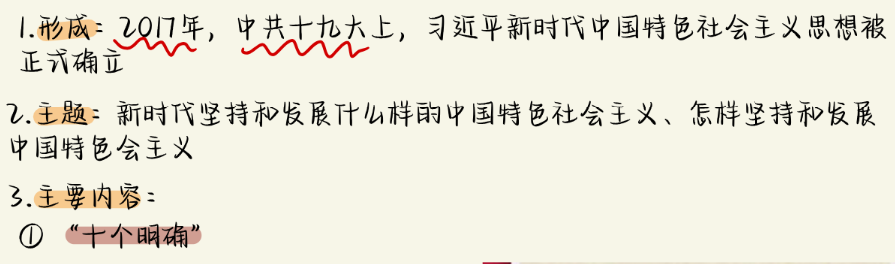 1.形成：2017年，中共十九大上，习近平新时代中国特色社会主义思想被
正式确立
2.主题：新时代坚持和发展什么样的中国特色社会主义、怎样坚持和发展
中国特色会主义
3.主要内容：
① “十个明确”